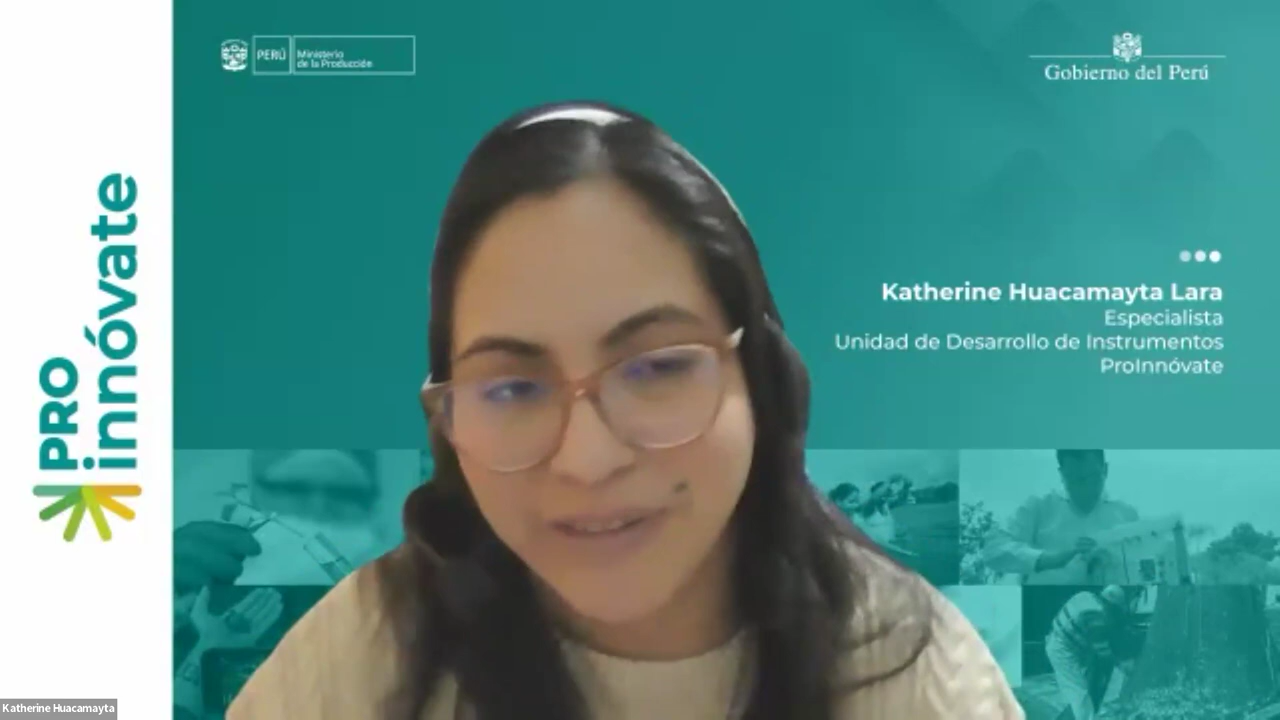 PERÚ
Ministerio
de la Producción
Gobierno del Perú
PRO
innóvate
Katherine Huacamayta Lara
Especialista
Unidad de Desarrollo de Instrumentos
ProInnóvate
Katherine Huacamayta